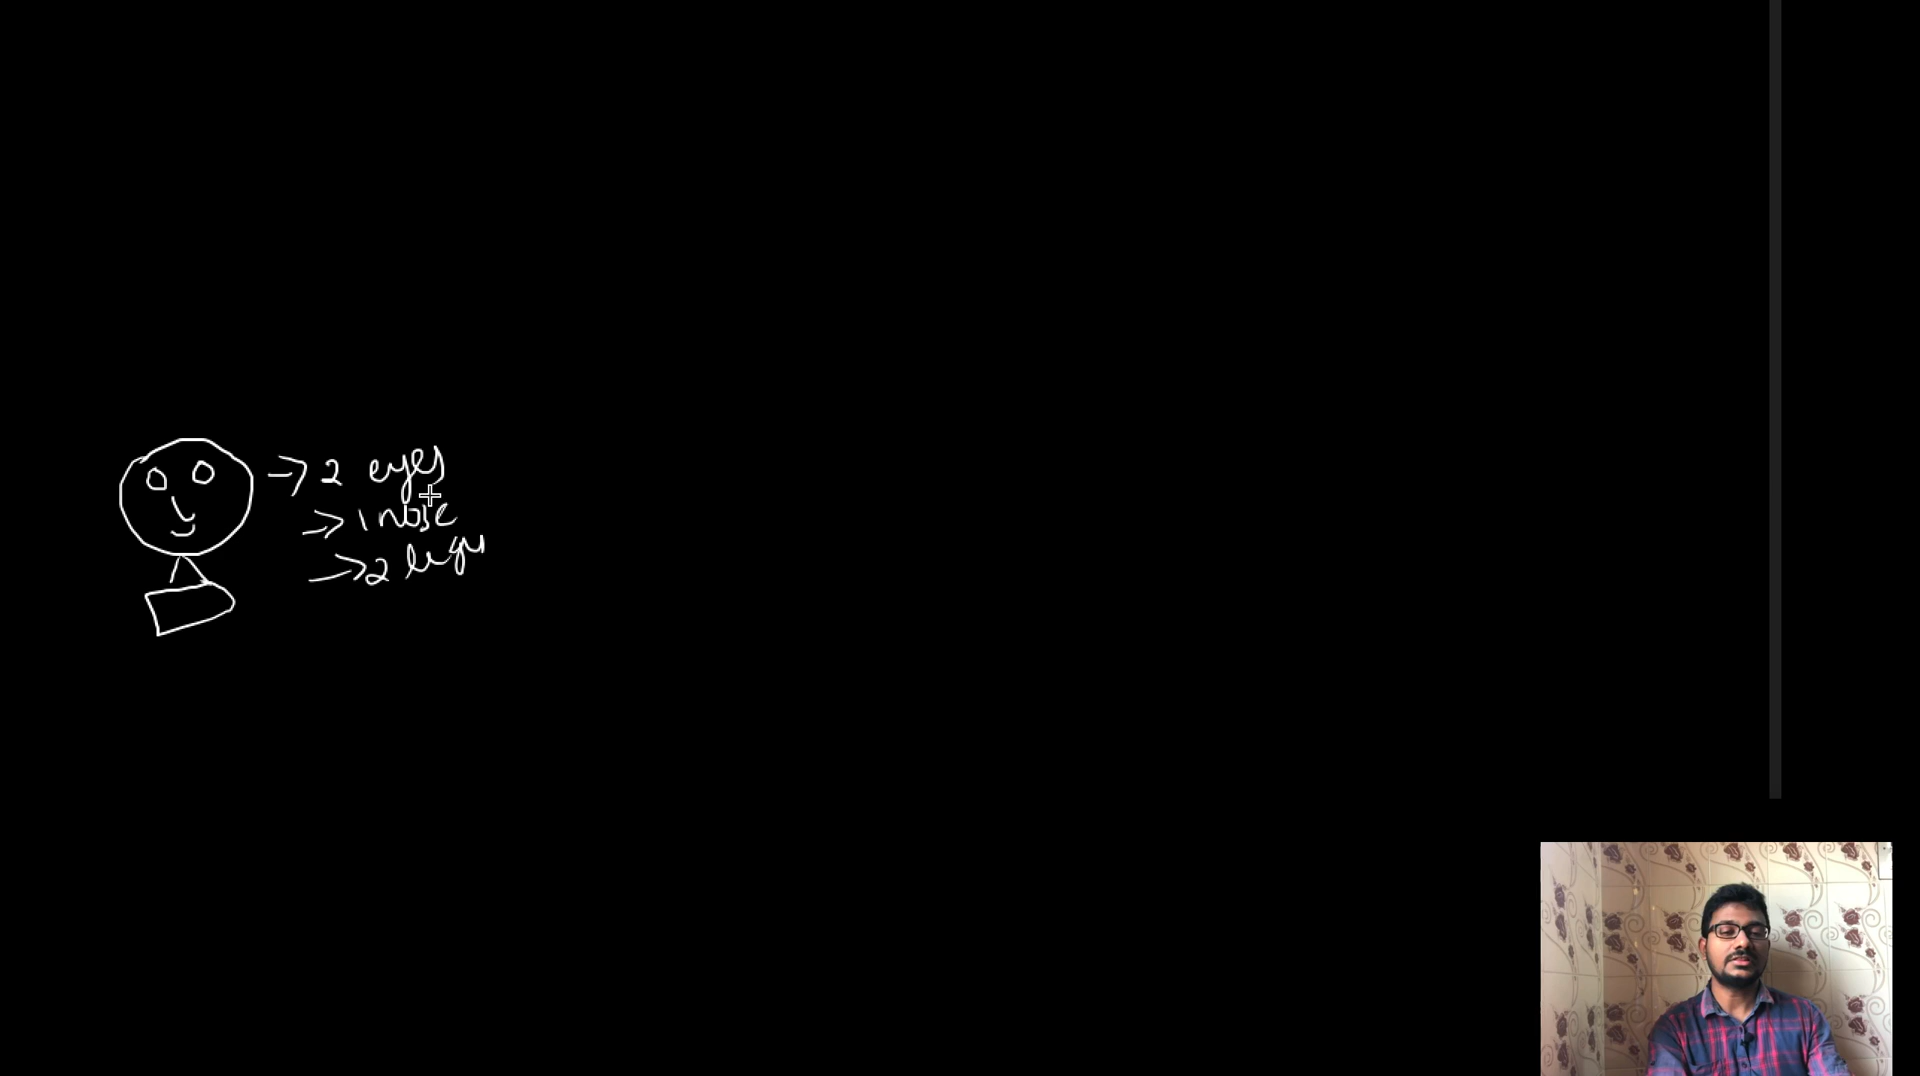 → 2 eyes
→ 1 nose
→ 2 legs